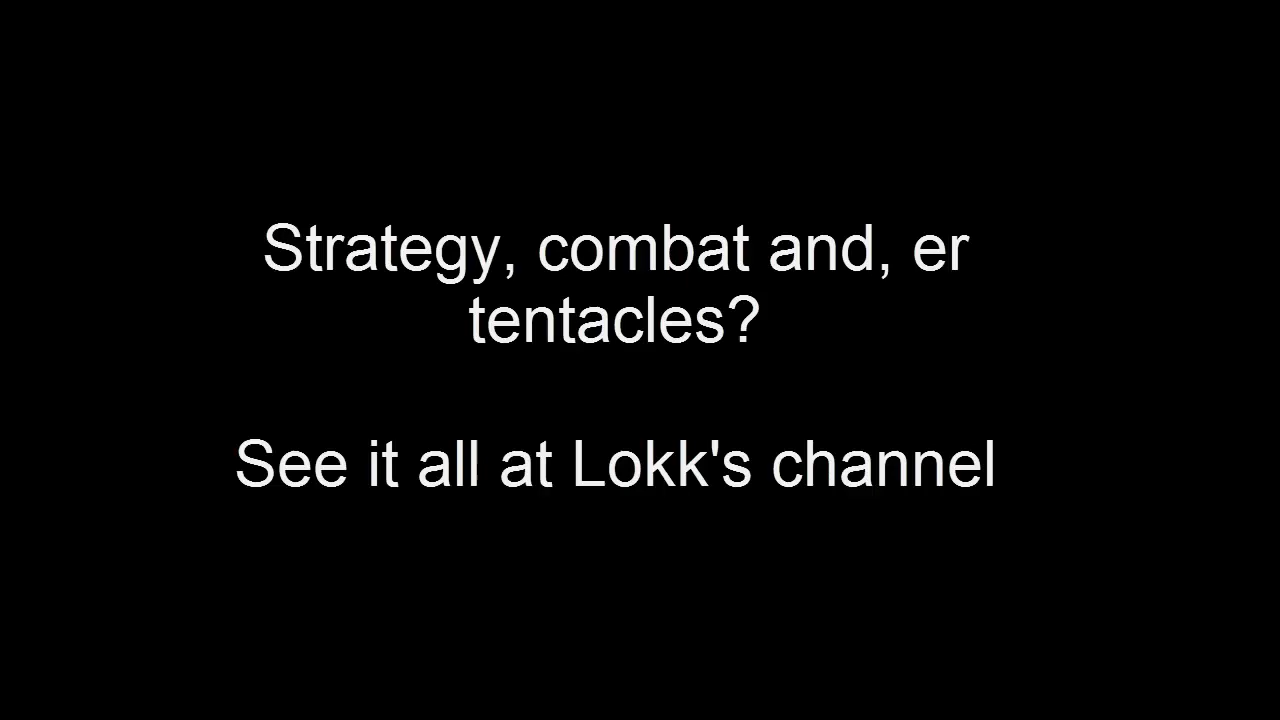 Strategy, combat and, er
tentacles?
See it all at Lokk's channel